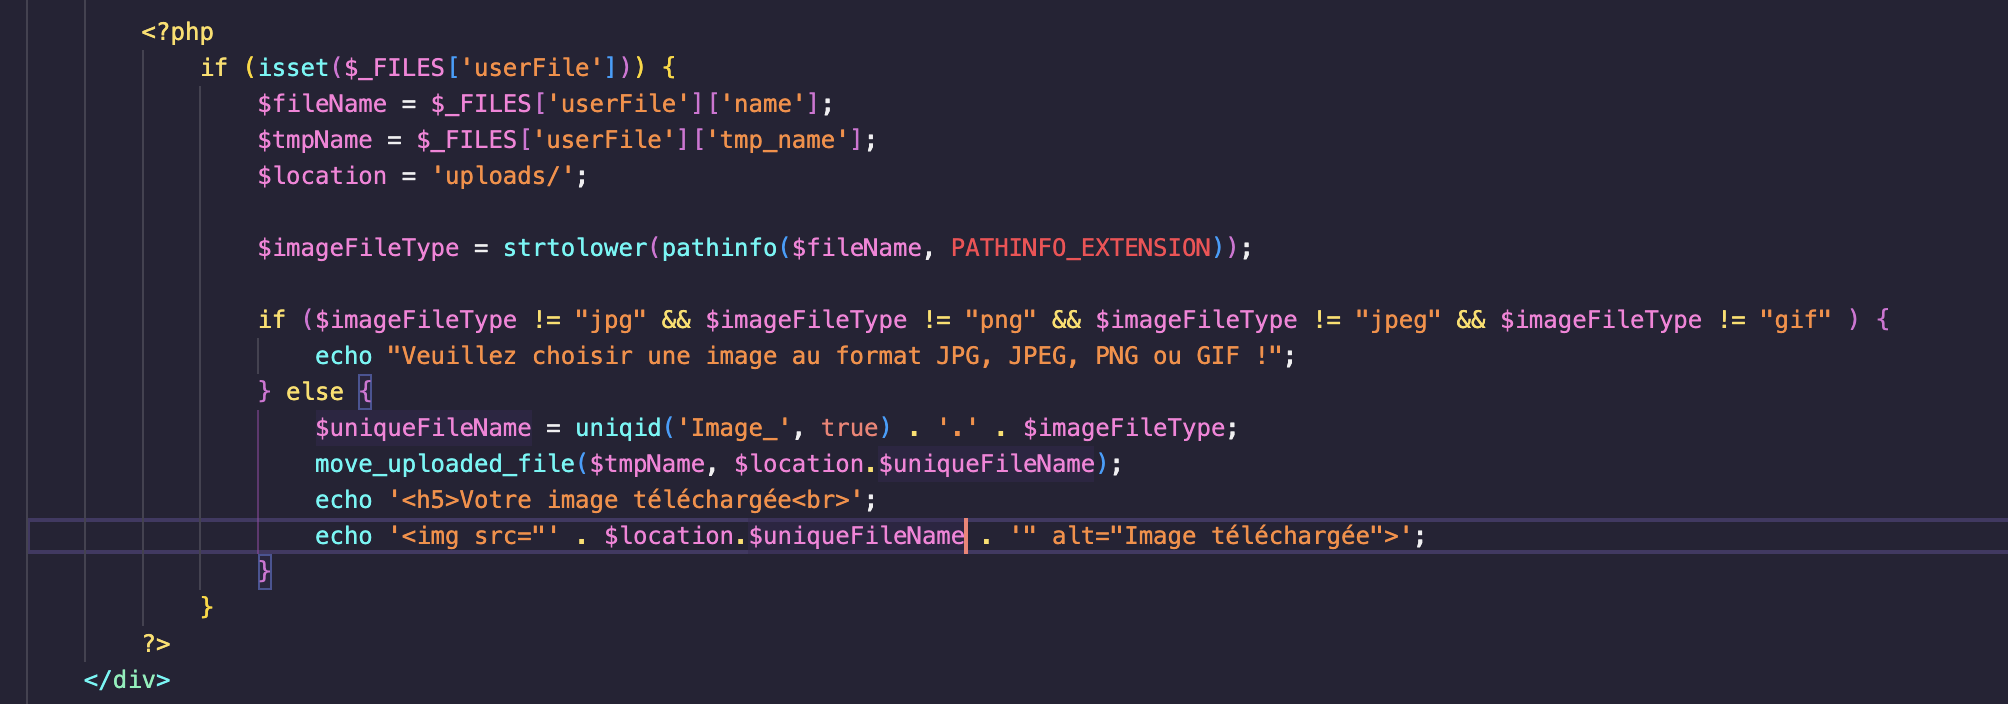 <?php
if (isset($_FILES['userFile'])) {
$fileName = $_FILES['userFile']['name'];
$tmpName = $_FILES['userFile']['tmp_name'];
$location = 'uploads/';
$imageFileType = strtolower(pathinfo($fileName, PATHINFO_EXTENSION));
if ($imageFileType != "jpg" && $imageFileType != "png" && $imageFileType != "jpeg" && $imageFileType != "gif" ) {
echo "Veuillez choisir une image au format JPG, JPEG, PNG ou GIF !";
} else {
$uniqueFileName = uniqid('Image_', true) . '.' . $imageFileType;
move_uploaded_file($tmpName, $location.$uniqueFileName);
echo '<h5>Votre image téléchargée<br>';
echo '<img src="' . $location.$uniqueFileName . '" alt="Image téléchargée">';
}
}
?>
</div>